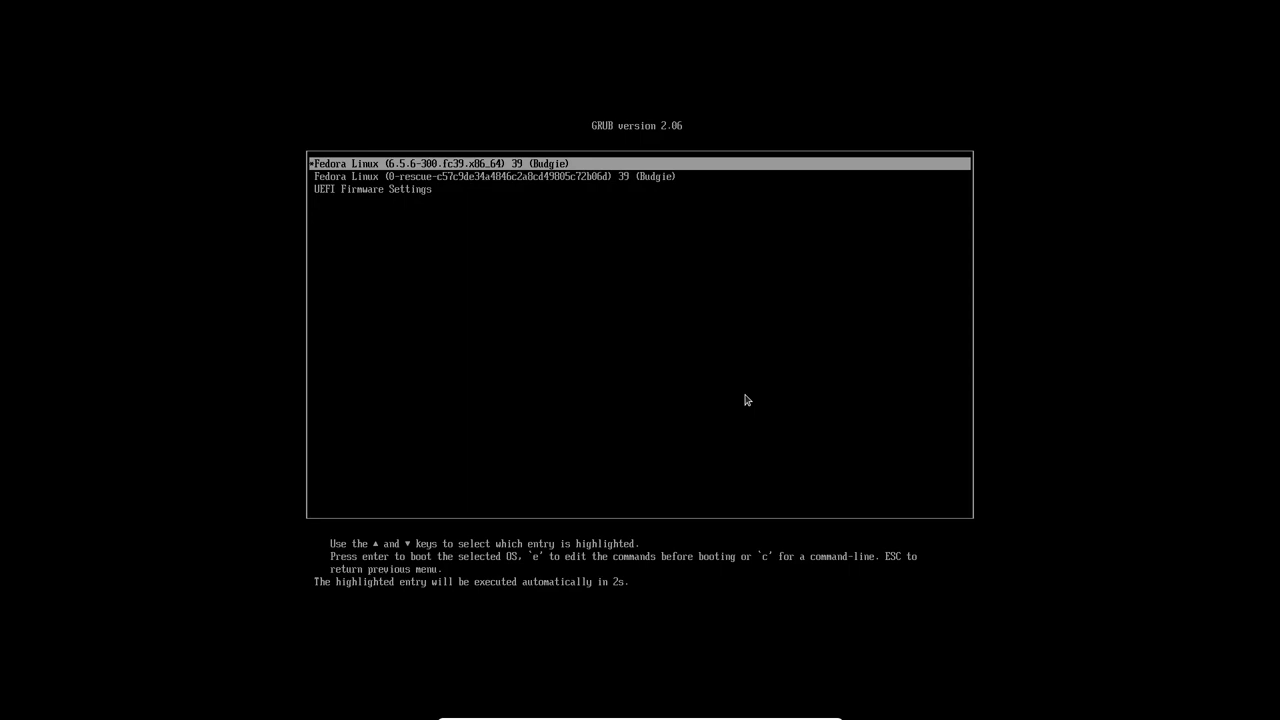 GRUB version 2.06
*Fedora Linux (6.5.6-300.fc39.x86_64) 39 (Budgie)
Fedora Linux (0-rescue-c57c9de34a4846c2a8cd49805c72b06d) 39 (Budgie)
UEFI Firmware Settings
Use the ▲ and ▼ keys to select which entry is highlighted.
Press enter to boot the selected OS, `e' to edit the commands before booting or `c' for a command-line. ESC to
return previous menu.
The highlighted entry will be executed automatically in 2s.